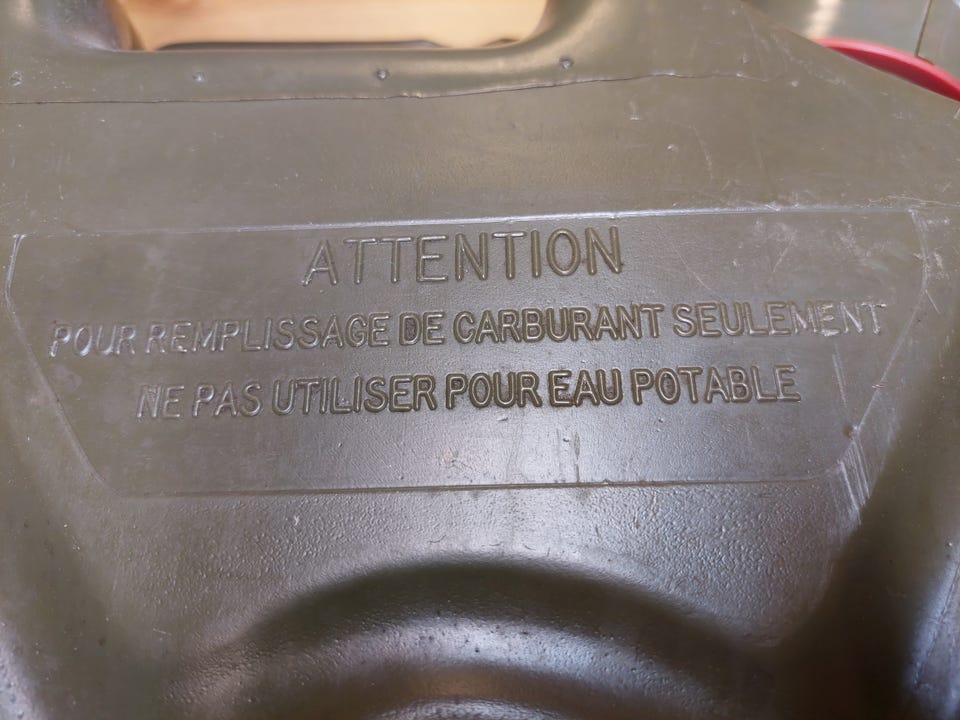 ATTENTION
POUR REMPLISSAGE DE CARBURANT SEULEMENT
NE PAS UTILISER POUR EAU POTABLE